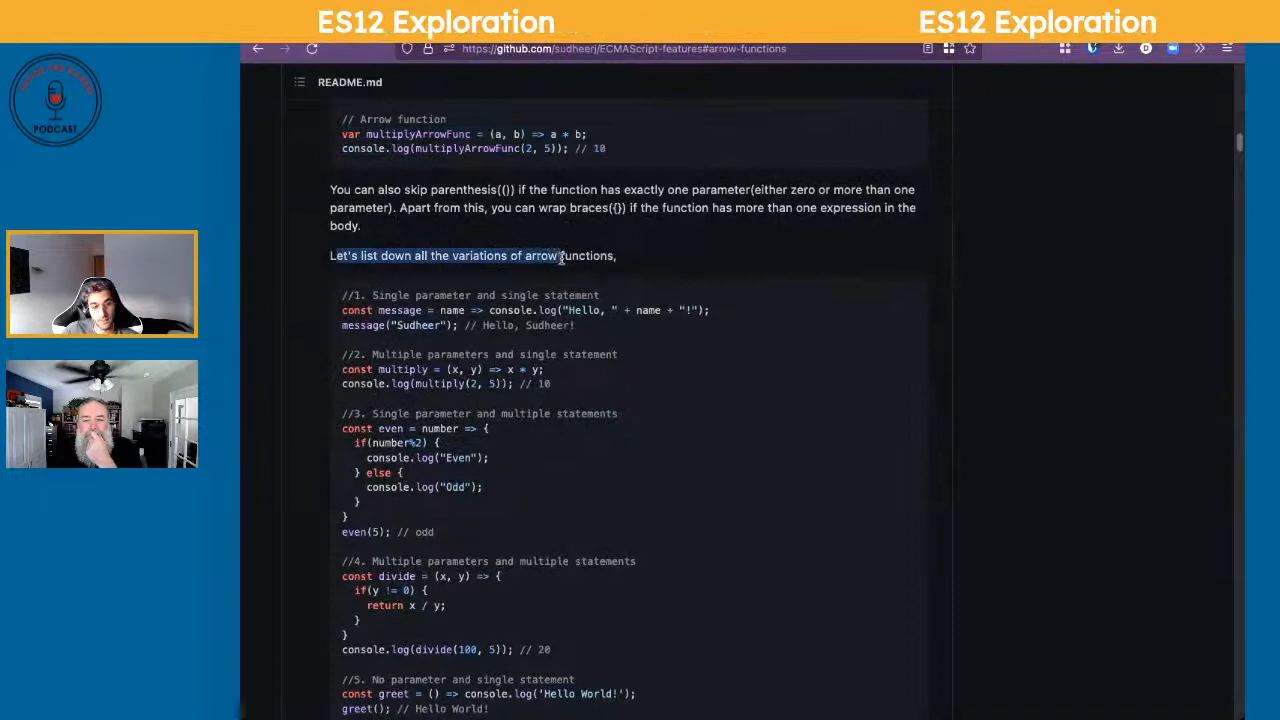 ES12 Exploration ES12 Exploration
https://github.com/sudheerj/ECMAScript-features#arrow-functions
PODCAST
README.md
// Arrow function
var multiplyArrowFunc = (a, b) => a * b;
console.log(multiplyArrowFunc(2, 5)); // 10
You can also skip parenthesis(()) if the function has exactly one parameter(either zero or more than one
parameter). Apart from this, you can wrap braces({}) if the function has more than one expression in the
body.
Let's list down all the variations of arrow functions,
//1. Single parameter and single statement
const message = name => console.log("Hello, " + name + "!");
message("Sudheer"); // Hello, Sudheer!
//2. Multiple parameters and single statement
const multiply = (x, y) => x * y;
console.log(multiply(2, 5)); // 10
//3. Single parameter and multiple statements
const even = number => {
if(number%2) {
console.log("Even");
} else {
console.log("Odd");
}
}
even(5); // odd
//4. Multiple parameters and multiple statements
const divide = (x, y) => {
if(y != 0) {
return x / y;
}
}
console.log(divide(100, 5)); // 20
//5. No parameter and single statement
const greet = () => console.log('Hello World!');
greet(); // Hello World!